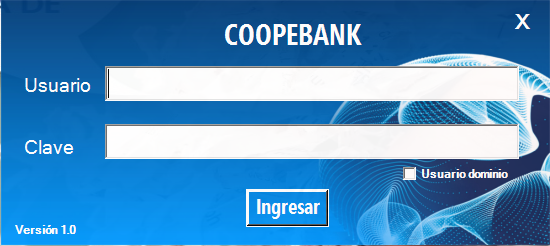 X
COOPEBANK
Usuario
Clave
Usuario dominio
Ingresar
Versión 1.0